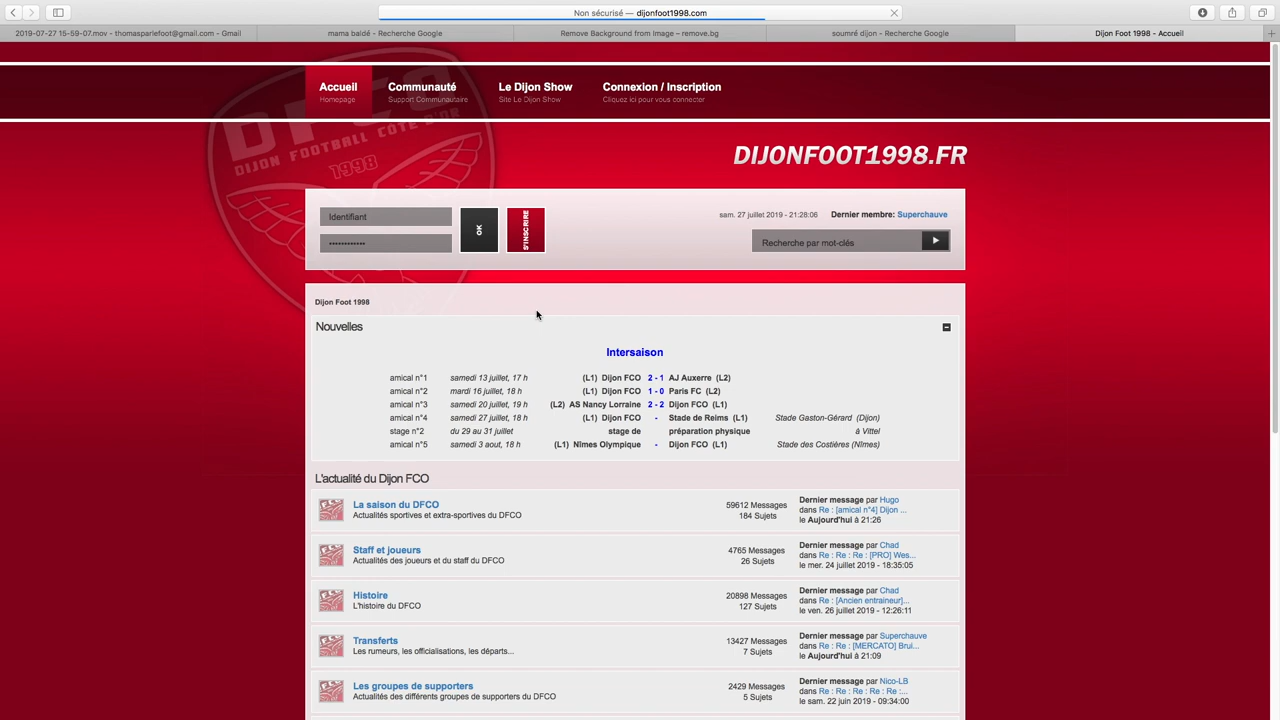 Non sécurisé — dijonfoot1998.com
2019-07-27 15-59-07.mov - thomasparlefoot@gmail.com - Gmail
mama baldé - Recherche Google
Remove Background from Image – remove.bg
soumré dijon - Recherche Google
Dijon Foot 1998 - Accueil
Accueil
Homepage
Communauté
Support Communautaire
Le Dijon Show
Site Le Dijon Show
Connexion / Inscription
Cliquez ici pour vous connecter
DFCO
DIJON FOOTBALL CÔTE D'OR
1998
DIJONFOOT1998.FR
Identifiant
••••••••••••
OK
S'INSCRIRE
sam. 27 juillet 2019 - 21:28:06 Dernier membre: Superchauve
Recherche par mot-clés
Dijon Foot 1998
Nouvelles
Intersaison
amical n°1 samedi 13 juillet, 17 h (L1) Dijon FCO 2 - 1 AJ Auxerre (L2)
amical n°2 mardi 16 juillet, 18 h (L1) Dijon FCO 1 - 0 Paris FC (L2)
amical n°3 samedi 20 juillet, 19 h (L2) AS Nancy Lorraine 2 - 2 Dijon FCO (L1)
amical n°4 samedi 27 juillet, 18 h (L1) Dijon FCO - Stade de Reims (L1) Stade Gaston-Gérard (Dijon)
stage n°2 du 29 au 31 juillet stage de préparation physique à Vittel
amical n°5 samedi 3 aout, 18 h (L1) Nîmes Olympique - Dijon FCO (L1) Stade des Costières (Nîmes)
L'actualité du Dijon FCO
La saison du DFCO
Actualités sportives et extra-sportives du DFCO
59612 Messages
184 Sujets
Dernier message par Hugo
dans Re : [amical n°4] Dijon ...
le Aujourd'hui à 21:26
Staff et joueurs
Actualités des joueurs et du staff du DFCO
4765 Messages
26 Sujets
Dernier message par Chad
dans Re : Re : Re : [PRO] Wes...
le mer. 24 juillet 2019 - 18:35:05
Histoire
L'histoire du DFCO
20898 Messages
127 Sujets
Dernier message par Chad
dans Re : [Ancien entraineur]...
le ven. 26 juillet 2019 - 12:26:11
Transferts
Les rumeurs, les officialisations, les départs...
13427 Messages
7 Sujets
Dernier message par Superchauve
dans Re : Re : [MERCATO] Brui...
le Aujourd'hui à 21:09
Les groupes de supporters
Actualités des différents groupes de supporters du DFCO
2429 Messages
5 Sujets
Dernier message par Nico-LB
dans Re : Re : Re : Re : Re :...
le sam. 22 juin 2019 - 09:34:00